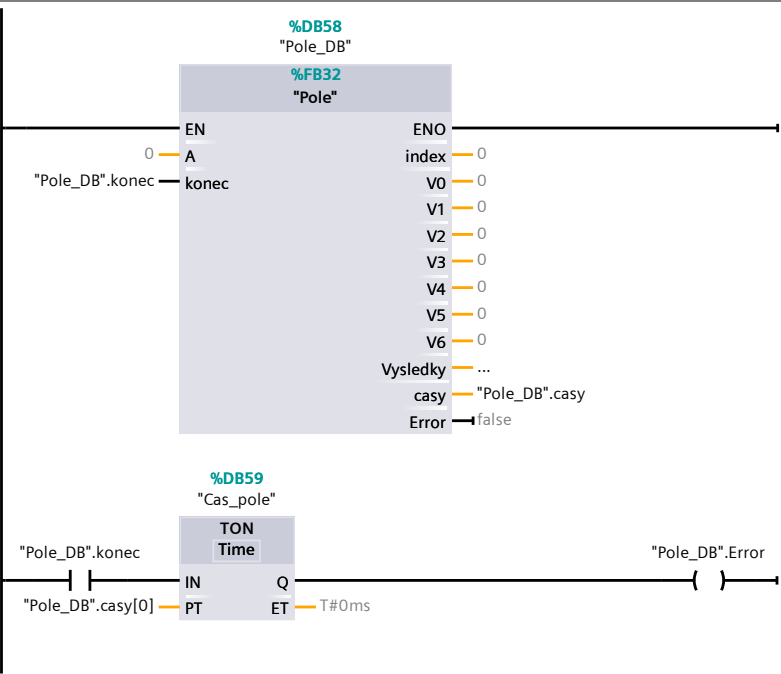 %DB58
"Pole_DB"
%FB32
"Pole"
EN ENO
0 A index 0
"Pole_DB".konec konec V0 0
V1 0
V2 0
V3 0
V4 0
V5 0
V6 0
Vysledky ...
casy "Pole_DB".casy
Error false
%DB59
"Cas_pole"
TON
Time
"Pole_DB".konec "Pole_DB".Error
IN Q
"Pole_DB".casy[0] PT ET T#0ms